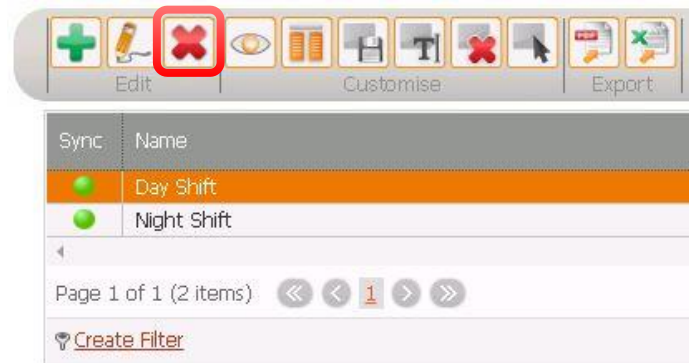 Edit Customise Export
Sync Name
Day Shift
Night Shift
Page 1 of 1 (2 items) 1
Create Filter